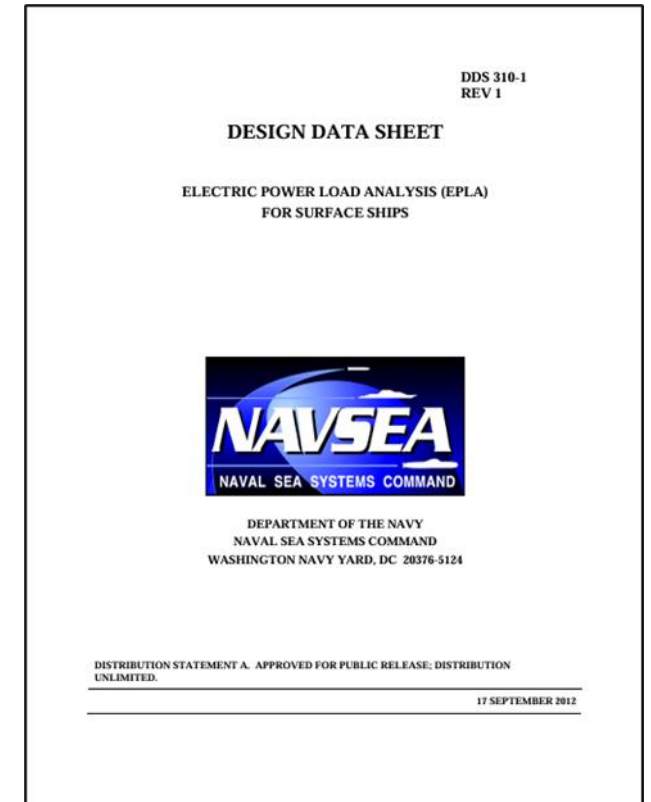 DDS 310-1
REV 1
DESIGN DATA SHEET
ELECTRIC POWER LOAD ANALYSIS (EPLA)
FOR SURFACE SHIPS
NAVSEA
NAVAL SEA SYSTEMS COMMAND
DEPARTMENT OF THE NAVY
NAVAL SEA SYSTEMS COMMAND
WASHINGTON NAVY YARD, DC 20376-5124
DISTRIBUTION STATEMENT A. APPROVED FOR PUBLIC RELEASE; DISTRIBUTION
UNLIMITED.
17 SEPTEMBER 2012